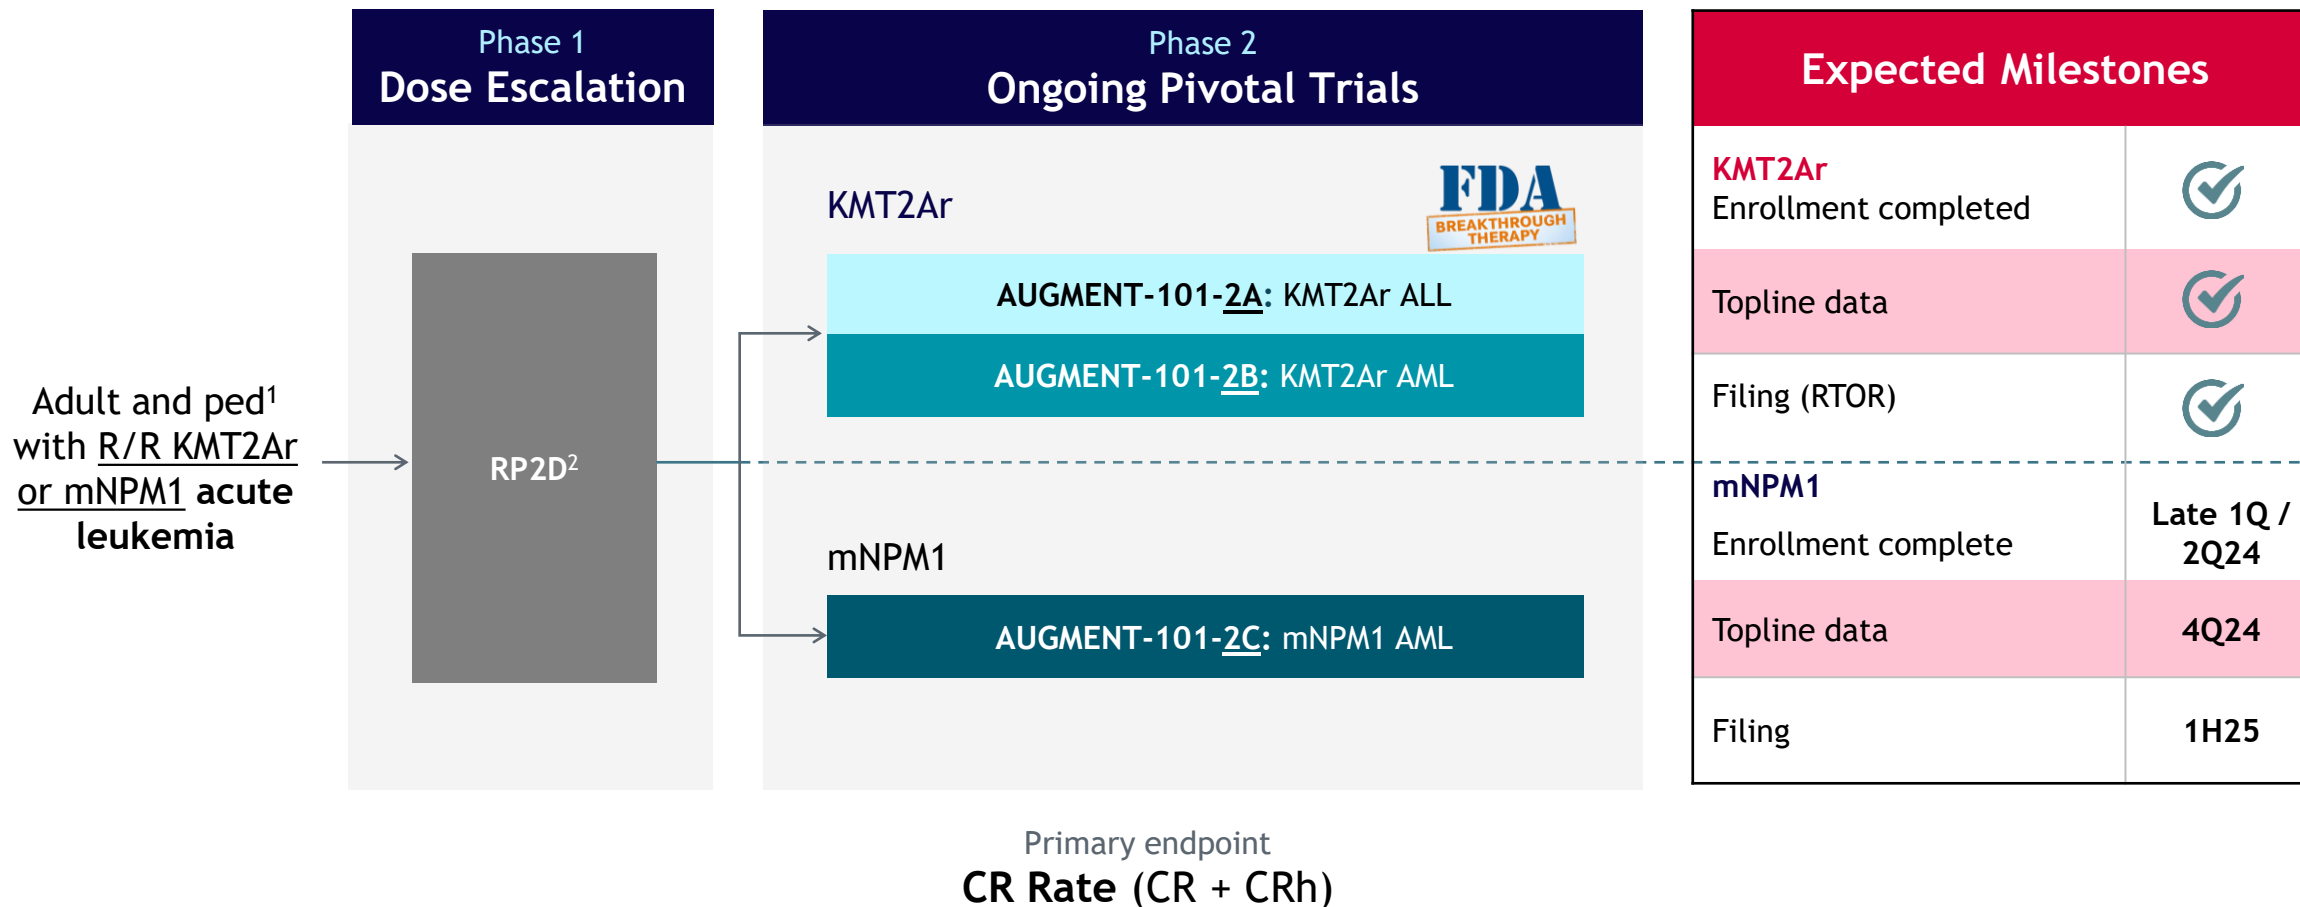 Phase 1
Dose Escalation
Phase 2
Ongoing Pivotal Trials
Expected Milestones
Adult and ped1
with R/R KMT2Ar
or mNPM1 acute
leukemia
RP2D2
KMT2Ar
FDA
BREAKTHROUGH
THERAPY
AUGMENT-101-2A: KMT2Ar ALL
AUGMENT-101-2B: KMT2Ar AML
mNPM1
AUGMENT-101-2C: mNPM1 AML
KMT2Ar
Enrollment completed
Topline data
Filing (RTOR)
mNPM1
Enrollment complete
Late 1Q /
2Q24
Topline data
4Q24
Filing
1H25
Primary endpoint
CR Rate (CR + CRh)